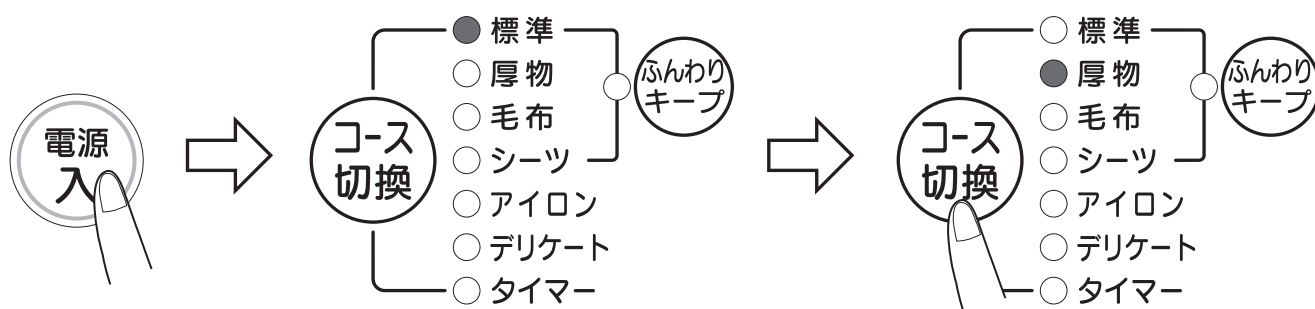 電源
入
コース
切換
標準
厚物
毛布
シーツ
アイロン
デリケート
タイマー
ふんわり
キープ
コース
切換
標準
厚物
毛布
シーツ
アイロン
デリケート
タイマー
ふんわり
キープ